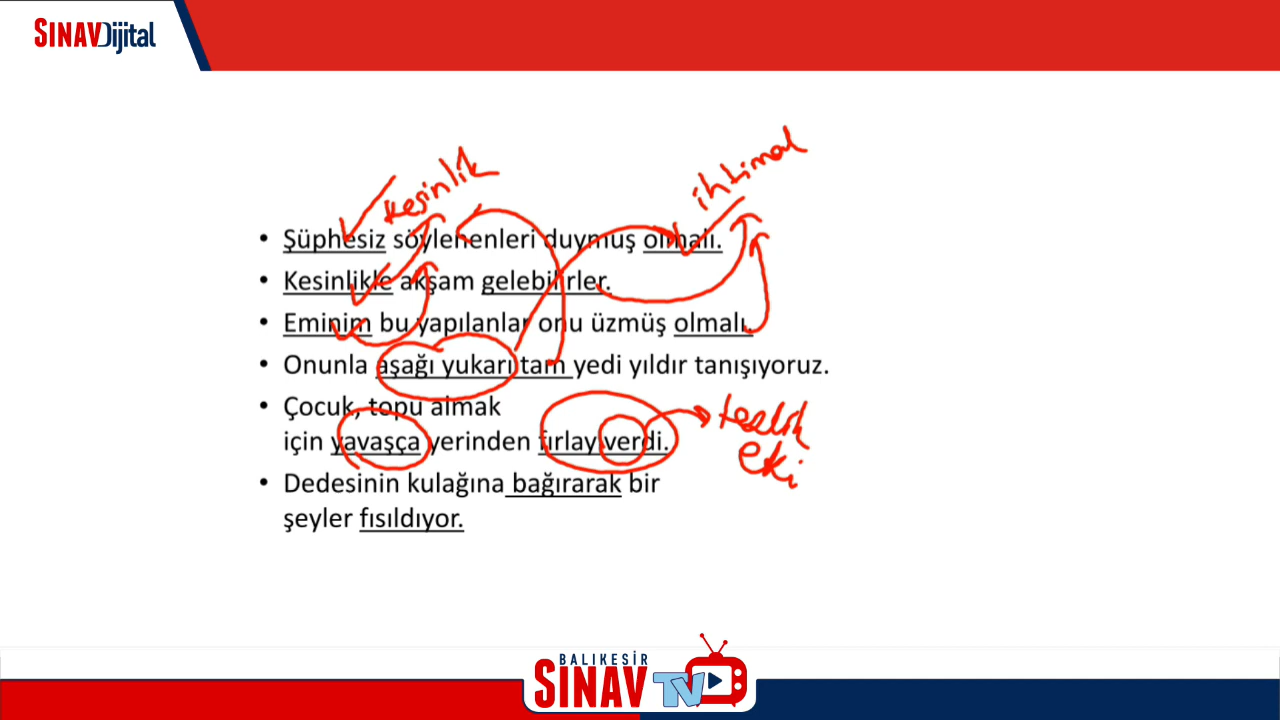 SINAVDijital
kesinlik
ihtimal
• Şüphesiz söylenenleri duymuş olmalı.
• Kesinlikle akşam gelebilirler.
• Eminim bu yapılanlar onu üzmüş olmalı.
• Onunla aşağı yukarı tam yedi yıldır tanışıyoruz.
• Çocuk, topu almak
için yavaşça yerinden fırlayıverdi.
tezlik
eki
• Dedesinin kulağına bağırarak bir
şeyler fısıldıyor.
BALIKESİR
SINAV TV